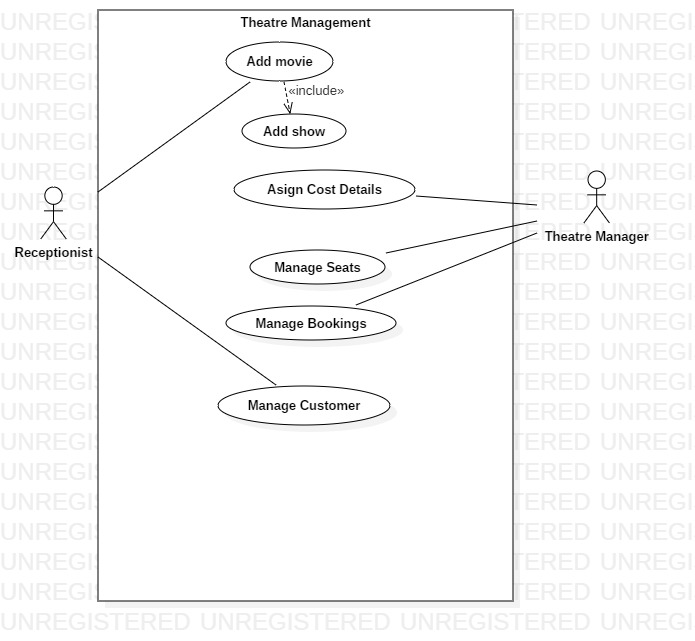 Theatre Management
Add movie
«include»
Add show
Asign Cost Details
Receptionist
Theatre Manager
Manage Seats
Manage Bookings
Manage Customer
UNREGISTERED UNREGISTERED UNREGISTERED UNREGI